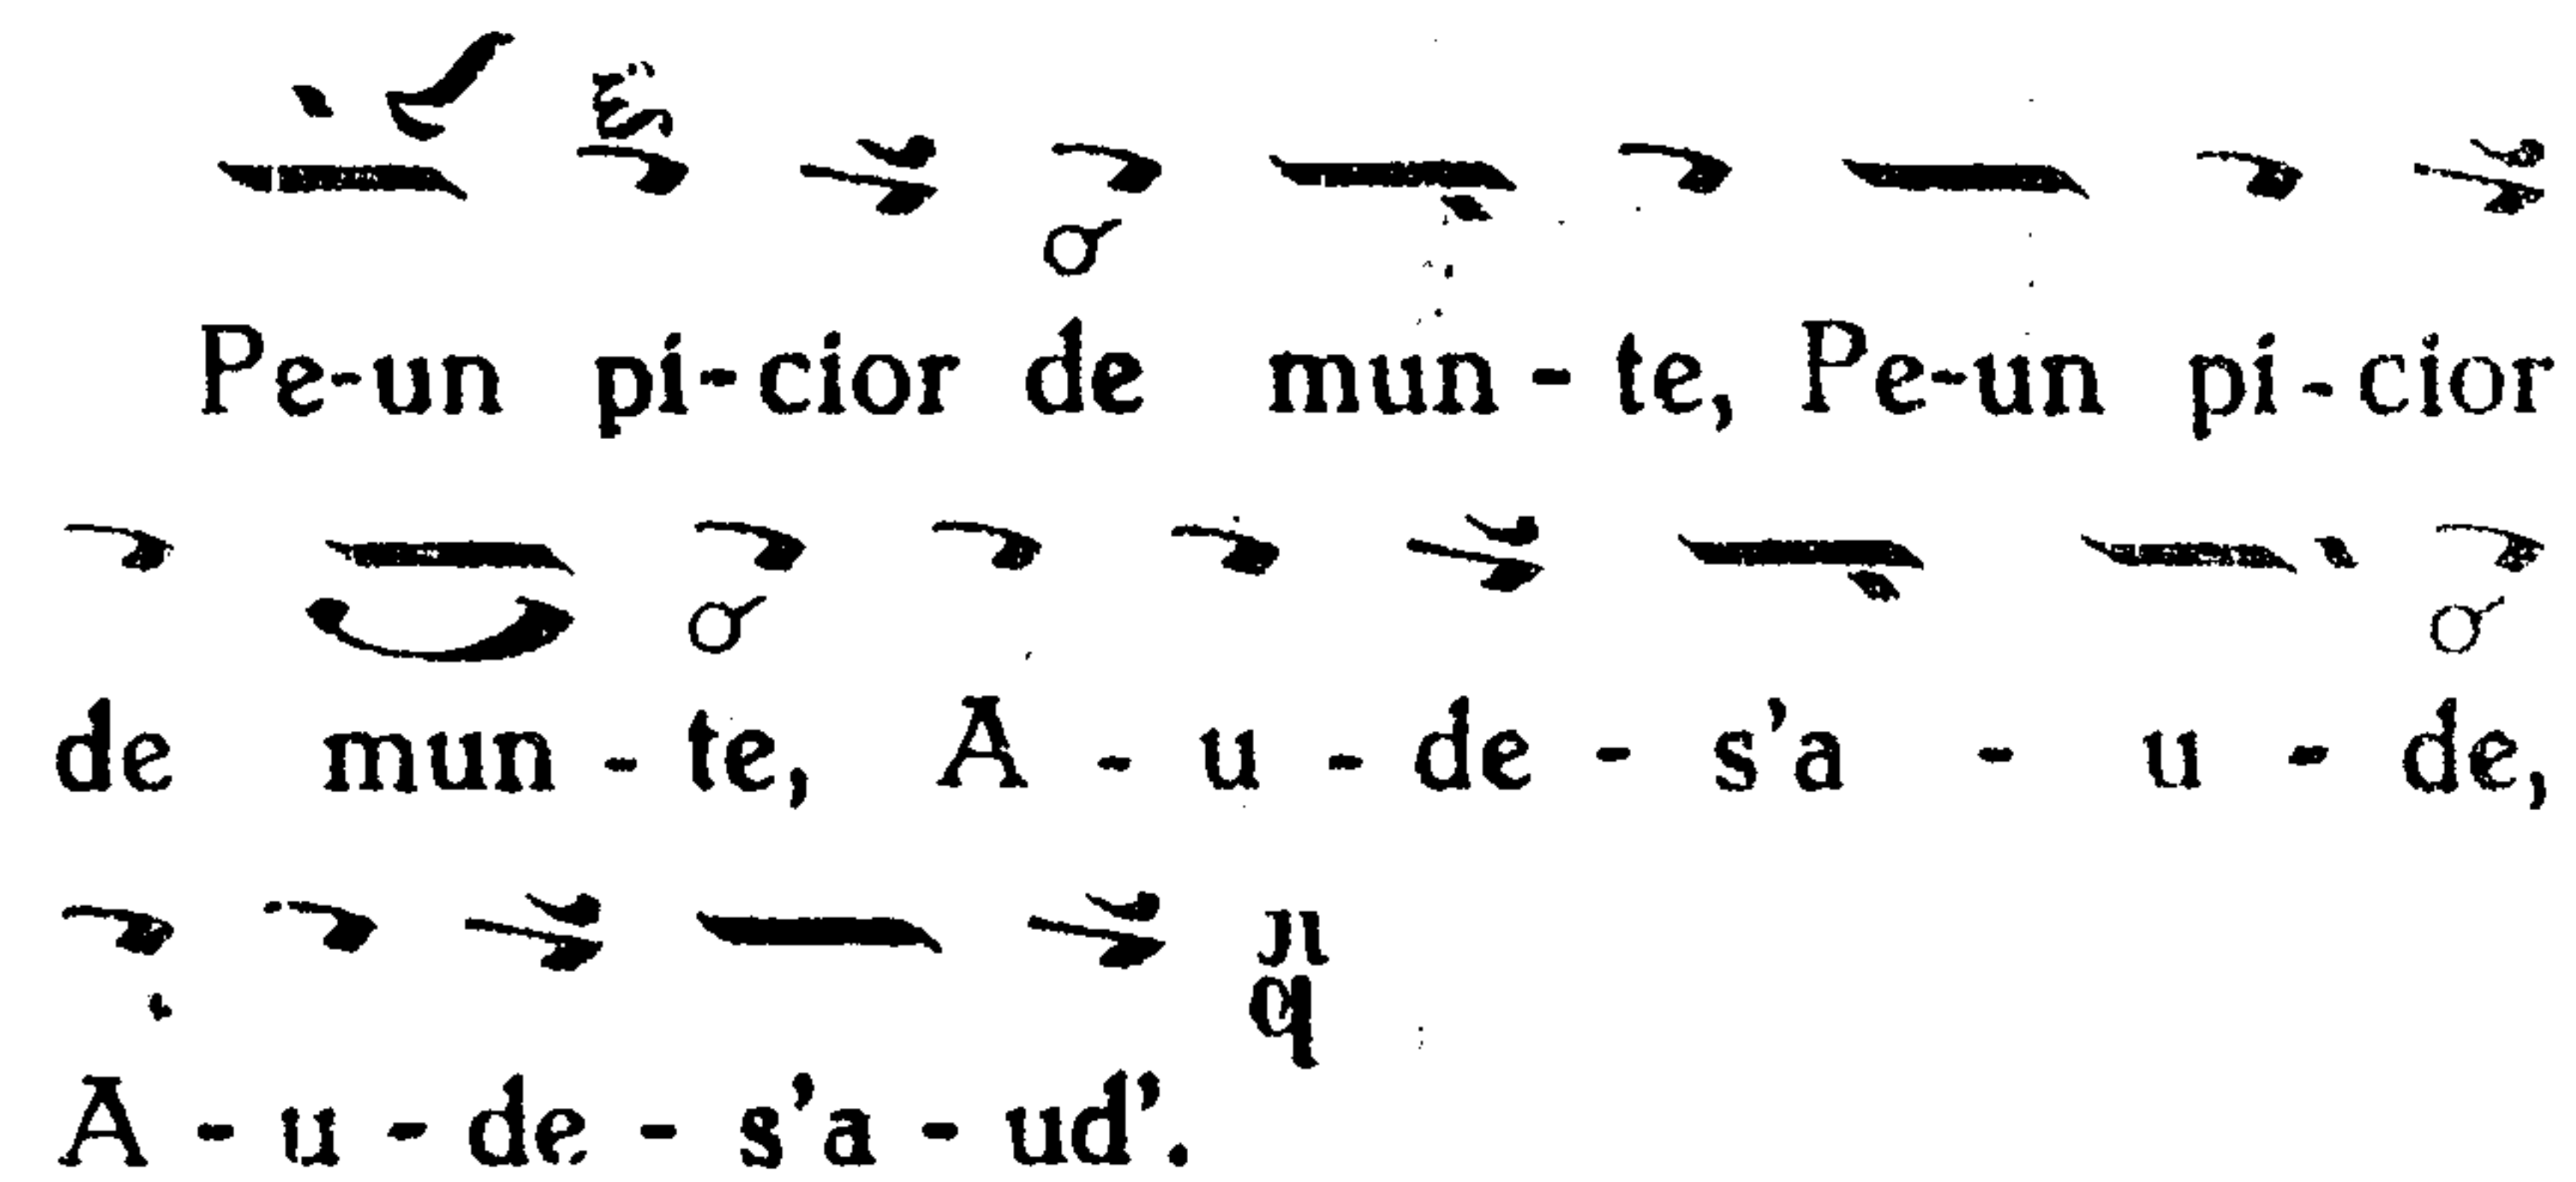 Pe-un pi-cior de mun-te, Pe-un pi-cior
de mun-te, A-u-de-s'a-u-de,
A-u-de-s'a-ud'.